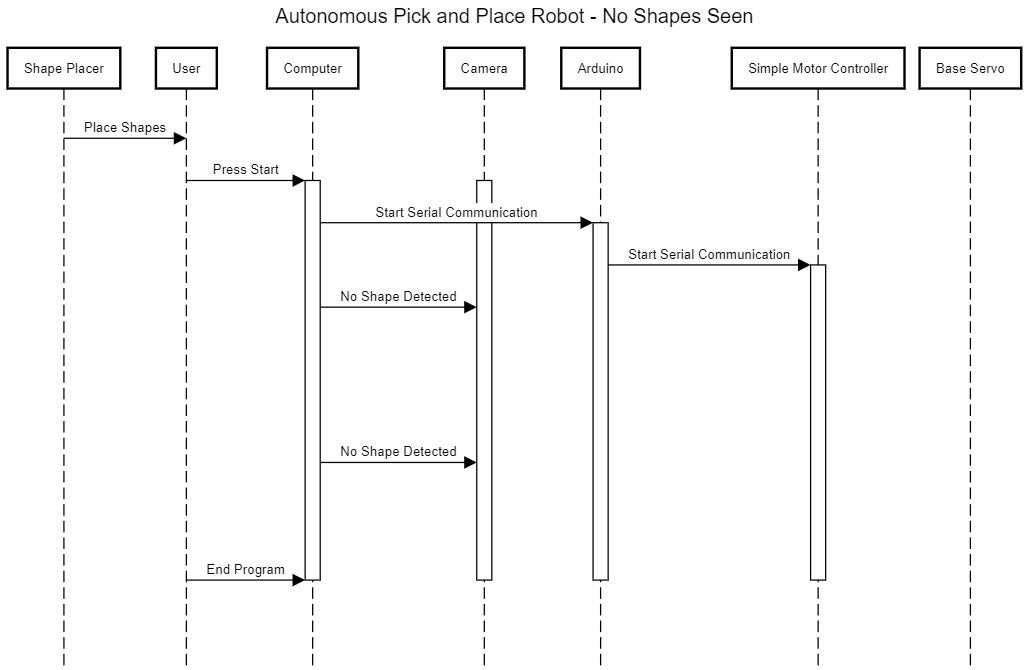 Autonomous Pick and Place Robot - No Shapes Seen
Shape Placer
User
Computer
Camera
Arduino
Simple Motor Controller
Base Servo
Place Shapes
Press Start
Start Serial Communication
Start Serial Communication
No Shape Detected
No Shape Detected
End Program